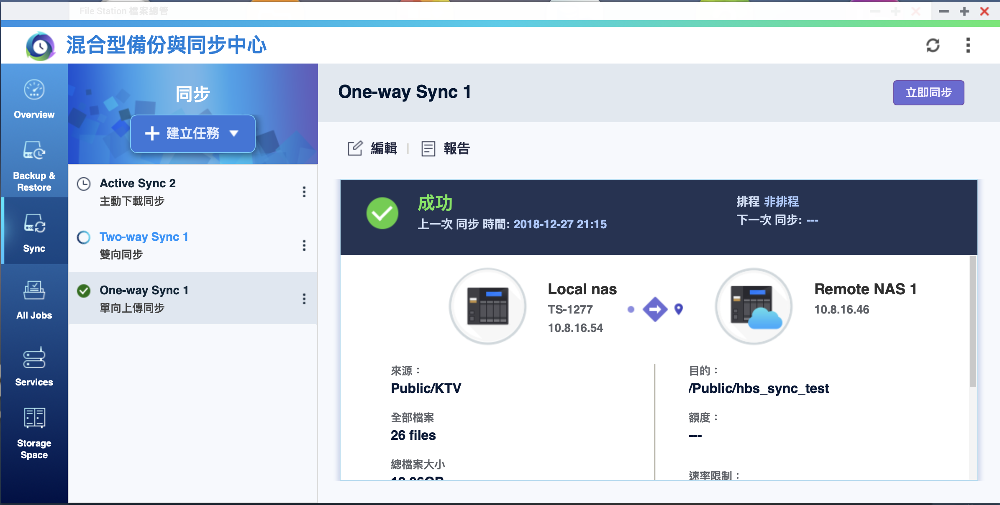 File Station 檔案總管
混合型備份與同步中心
Overview
Backup &
Restore
Sync
All Jobs
Services
Storage
Space
同步
建立任務
Active Sync 2
主動下載同步
Two-way Sync 1
雙向同步
One-way Sync 1
單向上傳同步
One-way Sync 1
立即同步
編輯 | 報告
成功
上一次 同步 時間: 2018-12-27 21:15
排程 非排程
下一次 同步: ---
Local nas
TS-1277
10.8.16.54
Remote NAS 1
10.8.16.46
來源：
Public/KTV
全部檔案
26 files
總檔案大小
目的：
/Public/hbs_sync_test
額度：
---
速率限制：